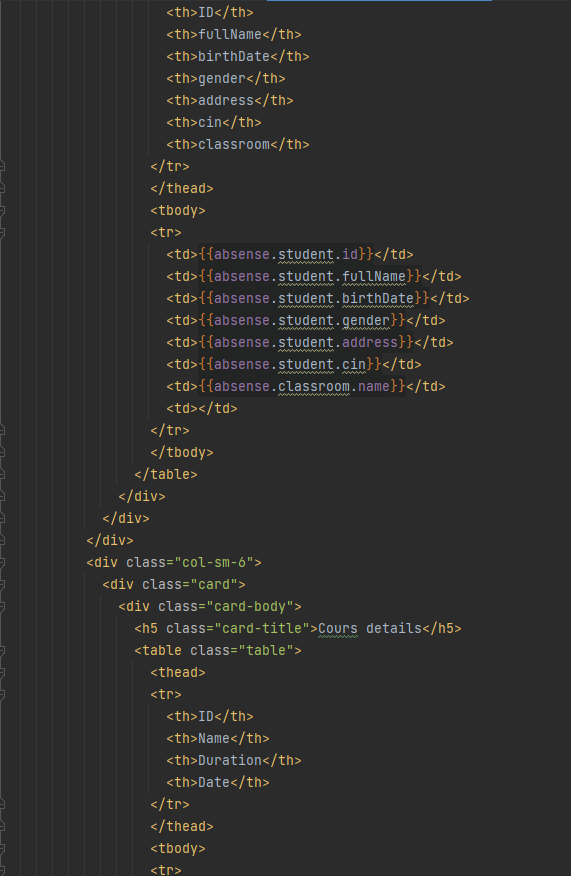 <th>ID</th>
<th>fullName</th>
<th>birthDate</th>
<th>gender</th>
<th>address</th>
<th>cin</th>
<th>classroom</th>
</tr>
</thead>
<tbody>
<tr>
<td>{{absense.student.id}}</td>
<td>{{absense.student.fullName}}</td>
<td>{{absense.student.birthDate}}</td>
<td>{{absense.student.gender}}</td>
<td>{{absense.student.address}}</td>
<td>{{absense.student.cin}}</td>
<td>{{absense.classroom.name}}</td>
<td></td>
</tr>
</tbody>
</table>
</div>
</div>
</div>
<div class="col-sm-6">
<div class="card">
<div class="card-body">
<h5 class="card-title">Cours details</h5>
<table class="table">
<thead>
<tr>
<th>ID</th>
<th>Name</th>
<th>Duration</th>
<th>Date</th>
</tr>
</thead>
<tbody>
<tr>